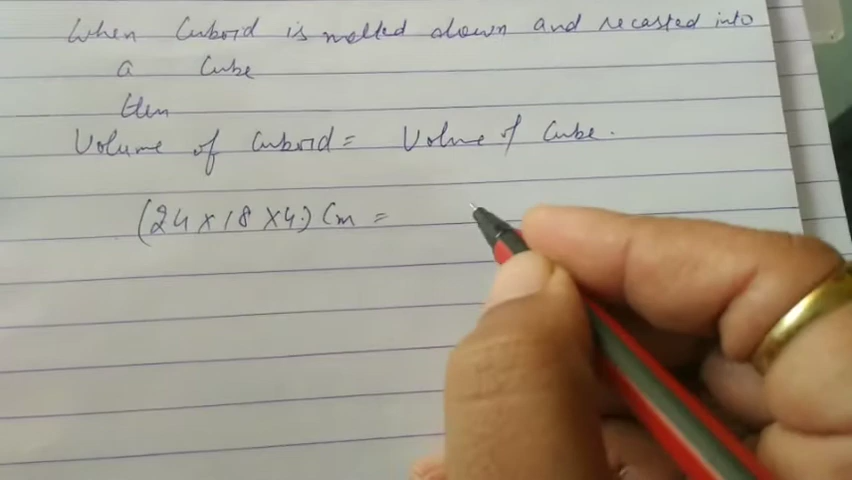 When Cuboid is melted down and recasted into
a Cube
then
Volume of Cuboid = Volume of Cube.
(24 x 18 x 4) Cm =